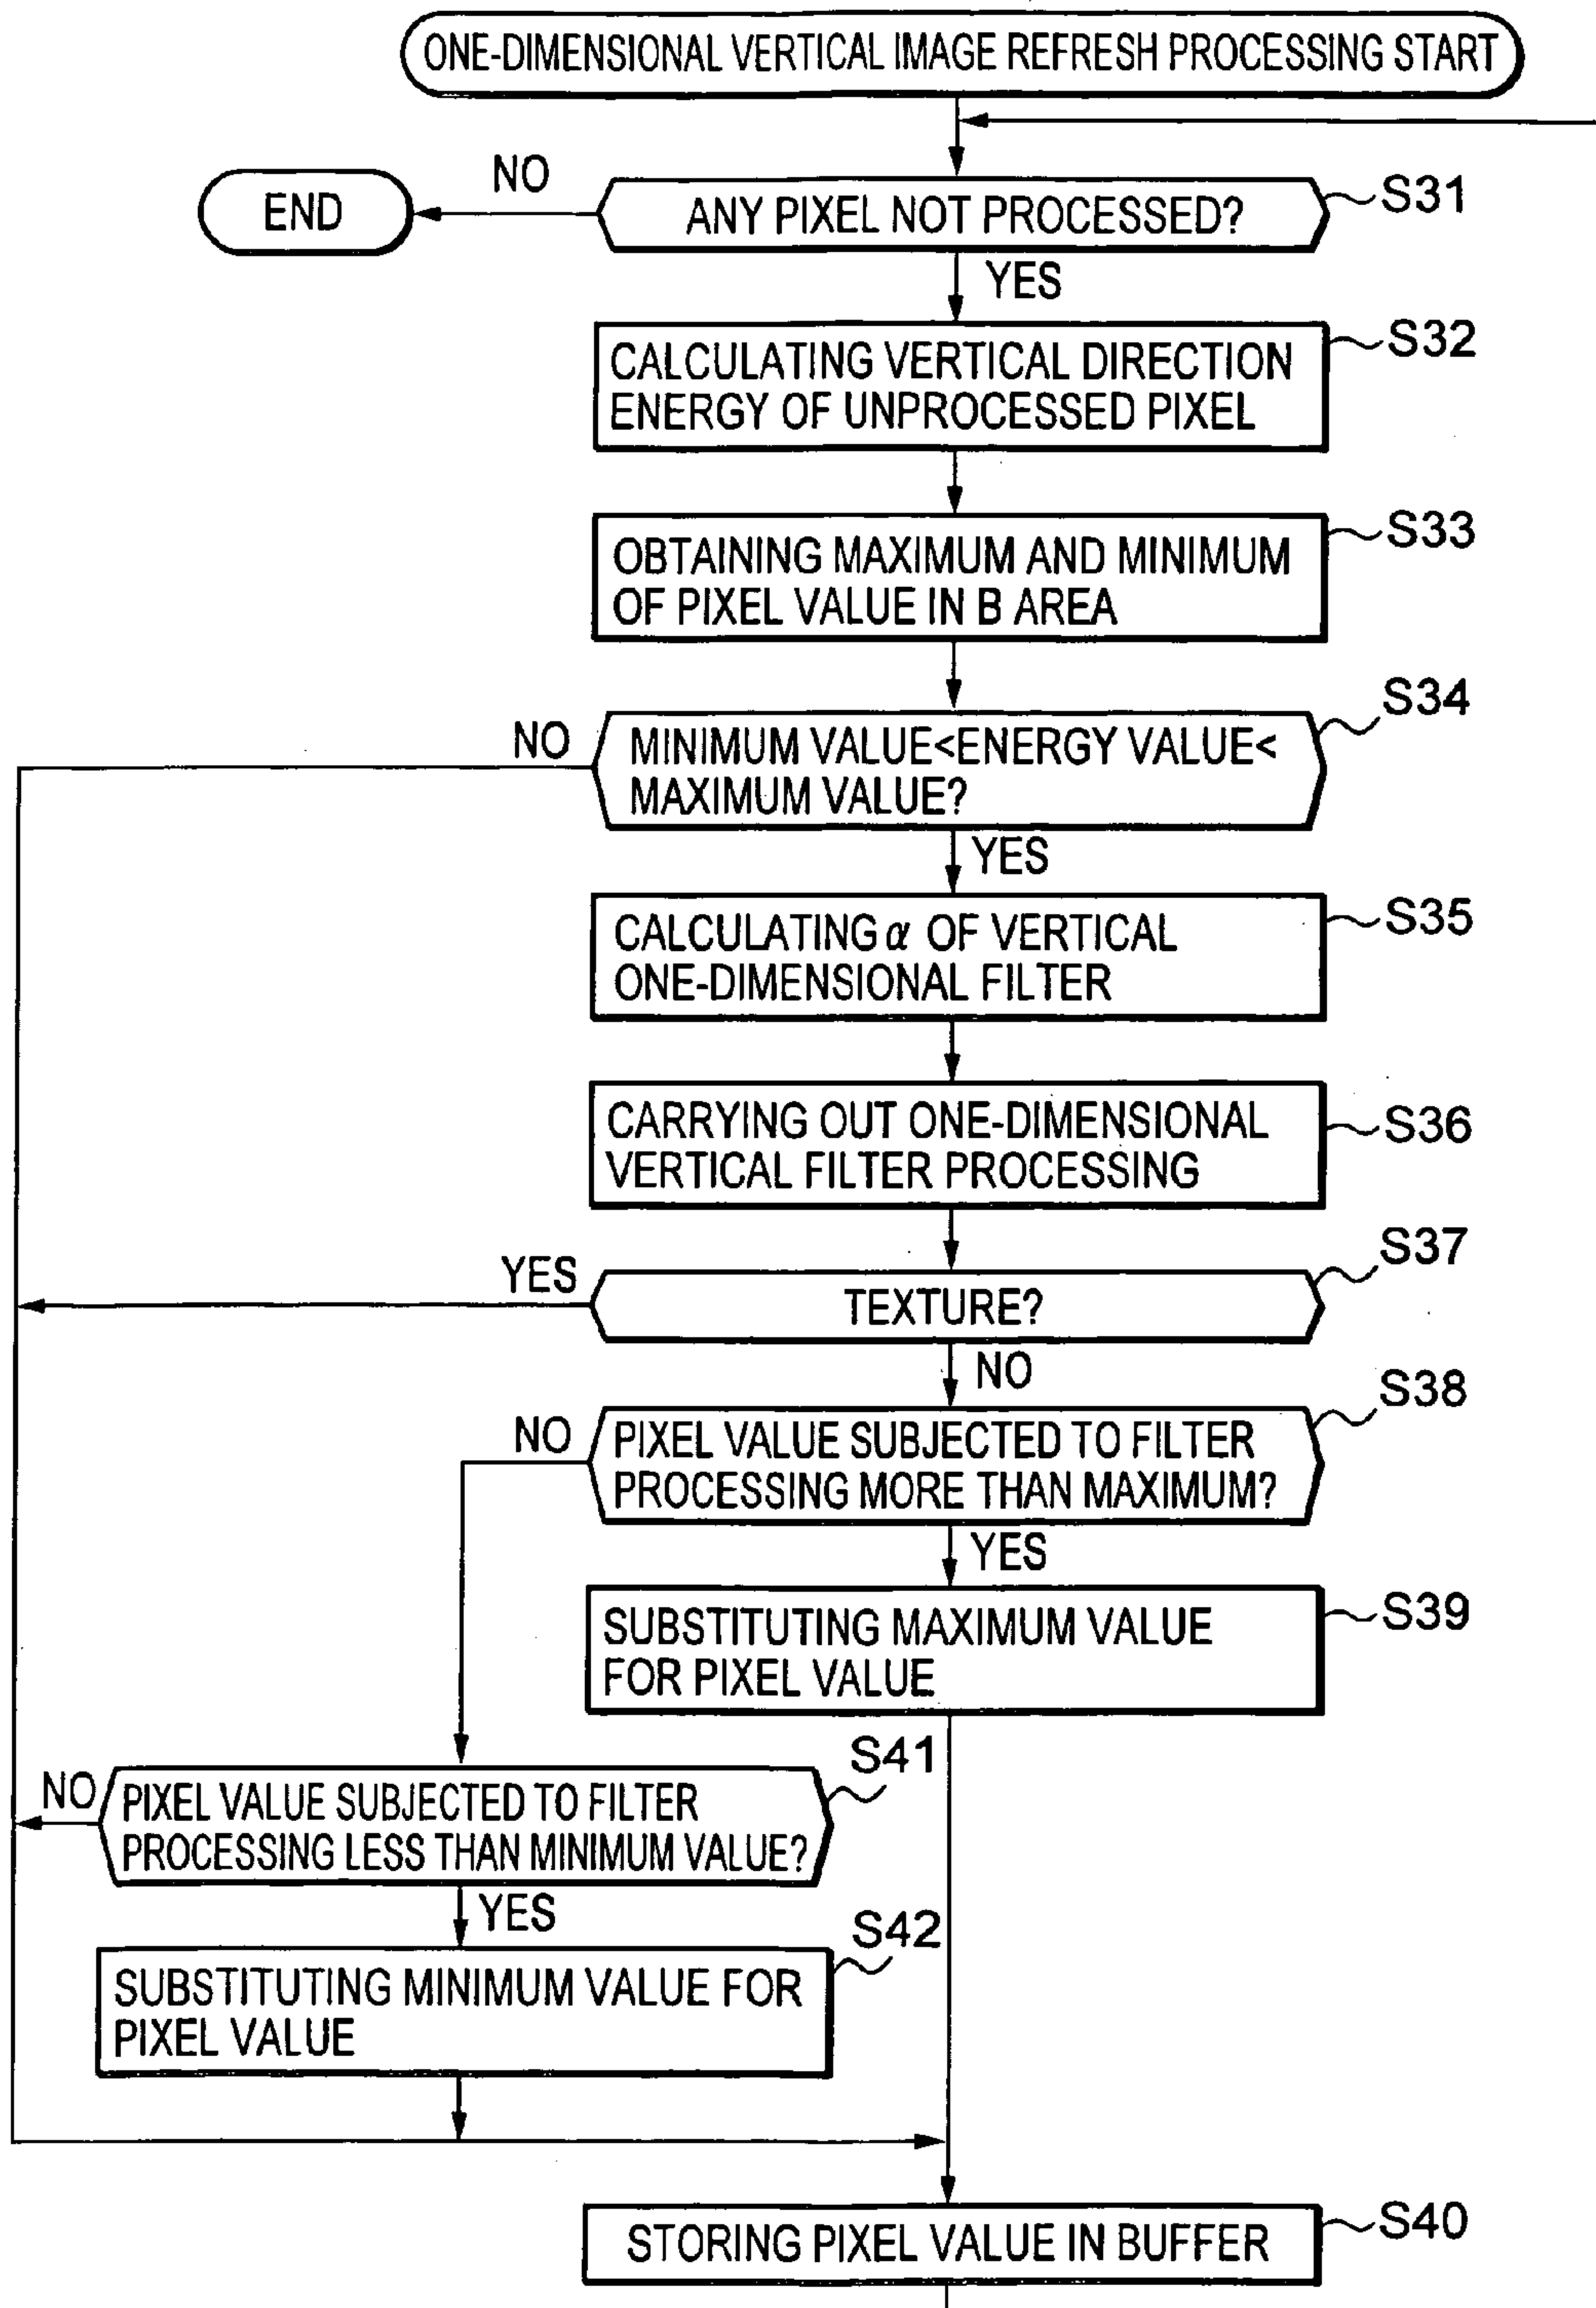 ONE-DIMENSIONAL VERTICAL IMAGE REFRESH PROCESSING START
NO
END
ANY PIXEL NOT PROCESSED?
S31
YES
CALCULATING VERTICAL DIRECTION
ENERGY OF UNPROCESSED PIXEL
S32
OBTAINING MAXIMUM AND MINIMUM
OF PIXEL VALUE IN B AREA
S33
NO
MINIMUM VALUE<ENERGY VALUE<
MAXIMUM VALUE?
S34
YES
CALCULATING α OF VERTICAL
ONE-DIMENSIONAL FILTER
S35
CARRYING OUT ONE-DIMENSIONAL
VERTICAL FILTER PROCESSING
S36
YES
TEXTURE?
S37
NO
NO
PIXEL VALUE SUBJECTED TO FILTER
PROCESSING MORE THAN MAXIMUM?
S38
YES
SUBSTITUTING MAXIMUM VALUE
FOR PIXEL VALUE
S39
NO
PIXEL VALUE SUBJECTED TO FILTER
PROCESSING LESS THAN MINIMUM VALUE?
S41
YES
SUBSTITUTING MINIMUM VALUE FOR
PIXEL VALUE
S42
STORING PIXEL VALUE IN BUFFER
S40